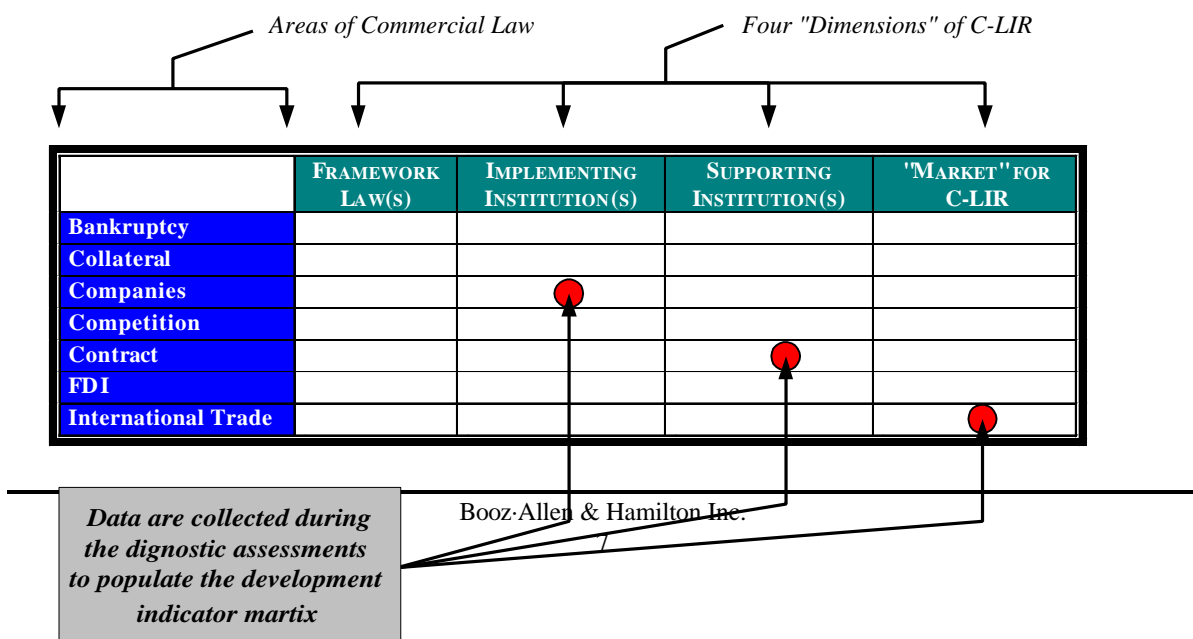 Areas of Commercial Law
Four "Dimensions" of C-LIR
FRAMEWORK LAW(S)
IMPLEMENTING INSTITUTION(S)
SUPPORTING INSTITUTION(S)
"MARKET" FOR C-LIR
Bankruptcy
Collateral
Companies
Competition
Contract
FDI
International Trade
Booz·Allen & Hamilton Inc.
7
Data are collected during
the dignostic assessments
to populate the development
indicator martix